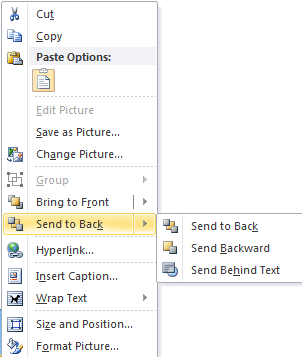 Cut
Copy
Paste Options:
Edit Picture
Save as Picture...
Change Picture...
Group
Bring to Front
Send to Back
Hyperlink...
Insert Caption...
Wrap Text
Size and Position...
Format Picture...
Send to Back
Send Backward
Send Behind Text